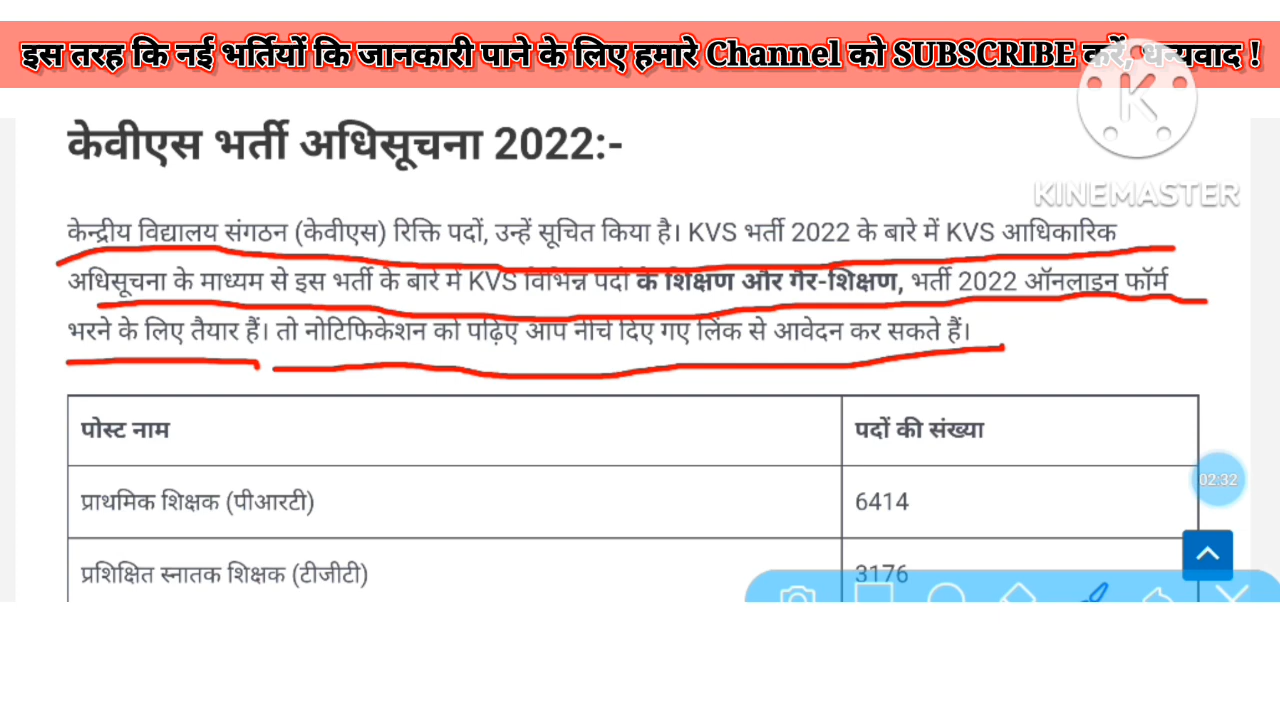 इस तरह कि नई भर्तियों कि जानकारी पाने के लिए हमारे Channel को SUBSCRIBE करें, धन्यवाद !
KINEMASTER
केवीएस भर्ती अधिसूचना 2022:-
केन्द्रीय विद्यालय संगठन (केवीएस) रिक्ति पदों, उन्हें सूचित किया है। KVS भर्ती 2022 के बारे में KVS आधिकारिक
अधिसूचना के माध्यम से इस भर्ती के बारे में KVS विभिन्न पदों के शिक्षण और गैर-शिक्षण, भर्ती 2022 ऑनलाइन फॉर्म
भरने के लिए तैयार हैं। तो नोटिफिकेशन को पढ़िए आप नीचे दिए गए लिंक से आवेदन कर सकते हैं।
पोस्ट नाम पदों की संख्या
प्राथमिक शिक्षक (पीआरटी) 6414
02:32
प्रशिक्षित स्नातक शिक्षक (टीजीटी) 3176